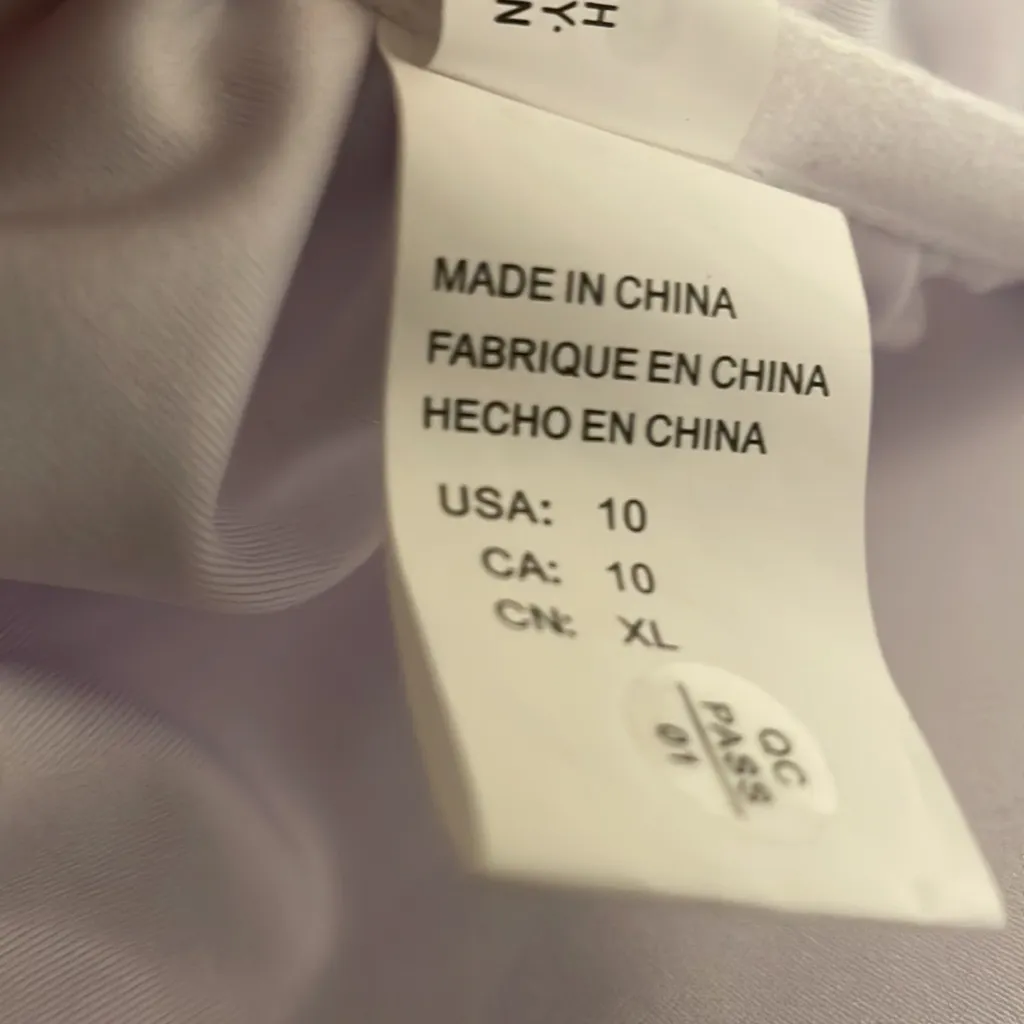 MADE IN CHINA
FABRIQUE EN CHINA
HECHO EN CHINA
USA: 10
CA: 10
CN: XL
QC
PASS
01